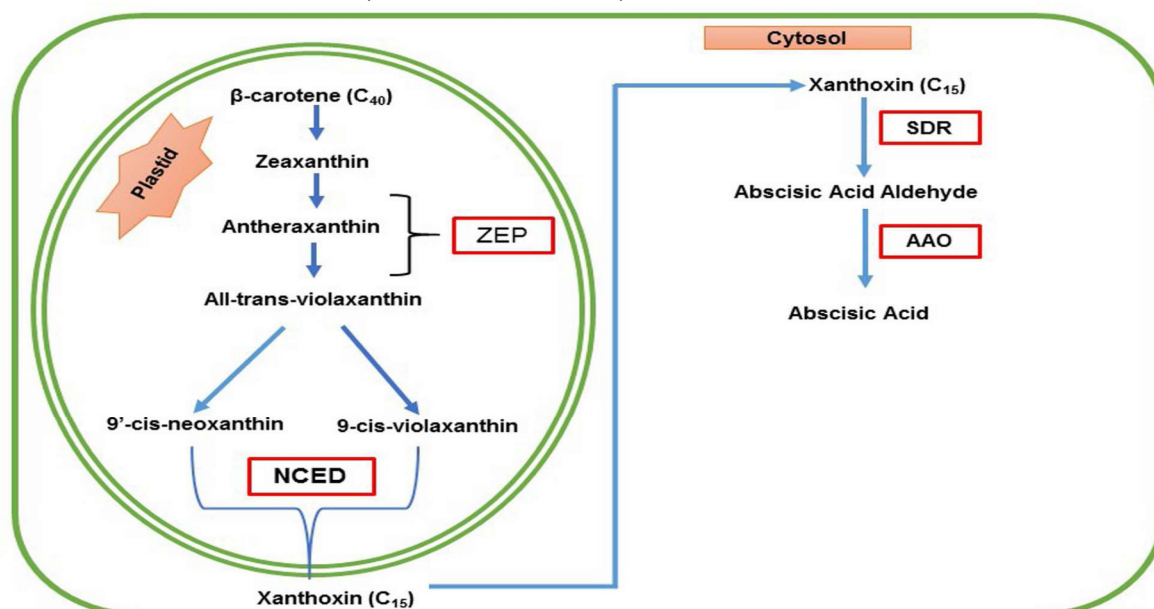 β-carotene (C₄₀)
Zeaxanthin
Plastid
Antheraxanthin
ZEP
All-trans-violaxanthin
9’-cis-neoxanthin
9-cis-violaxanthin
NCED
Xanthoxin (C₁₅)
Cytosol
Xanthoxin (C₁₅)
SDR
Abscisic Acid Aldehyde
AAO
Abscisic Acid